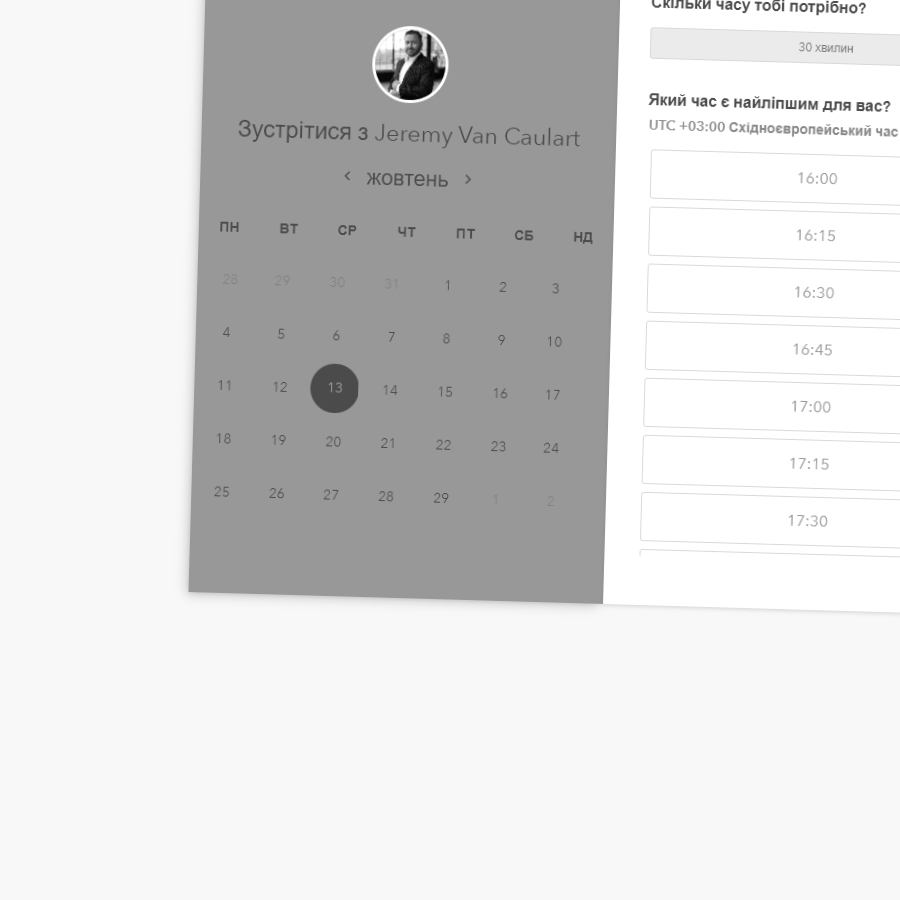 Зустрітися з Jeremy Van Caulart
‹ жовтень ›
ПН ВТ СР ЧТ ПТ СБ НД
28 29 30 31 1 2 3
4 5 6 7 8 9 10
11 12 13 14 15 16 17
18 19 20 21 22 23 24
25 26 27 28 29 1 2
Скільки часу тобі потрібно?
30 хвилин
Який час є найліпшим для вас?
UTC +03:00 Східноєвропейський час
16:00
16:15
16:30
16:45
17:00
17:15
17:30